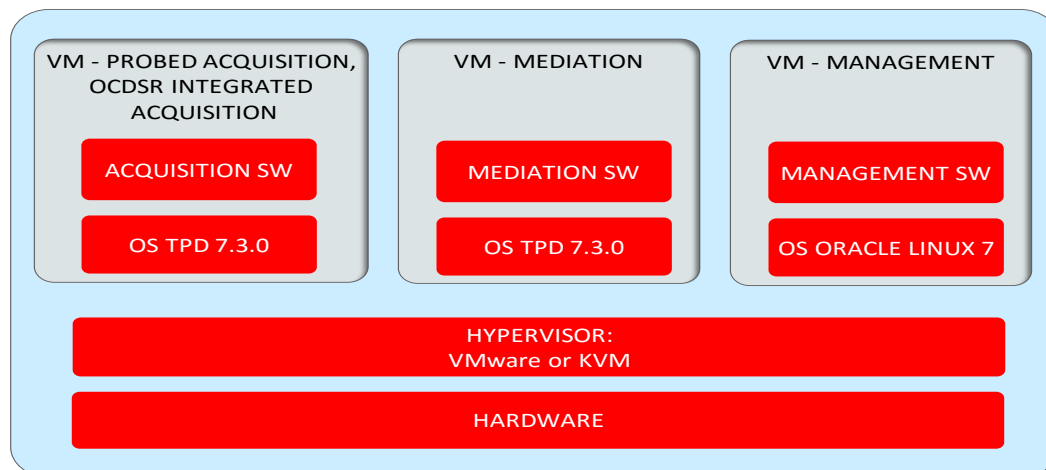 VM - PROBED ACQUISITION,
OCDSR INTEGRATED
ACQUISITION
ACQUISITION SW
OS TPD 7.3.0
VM - MEDIATION
MEDIATION SW
OS TPD 7.3.0
VM - MANAGEMENT
MANAGEMENT SW
OS ORACLE LINUX 7
HYPERVISOR:
VMware or KVM
HARDWARE